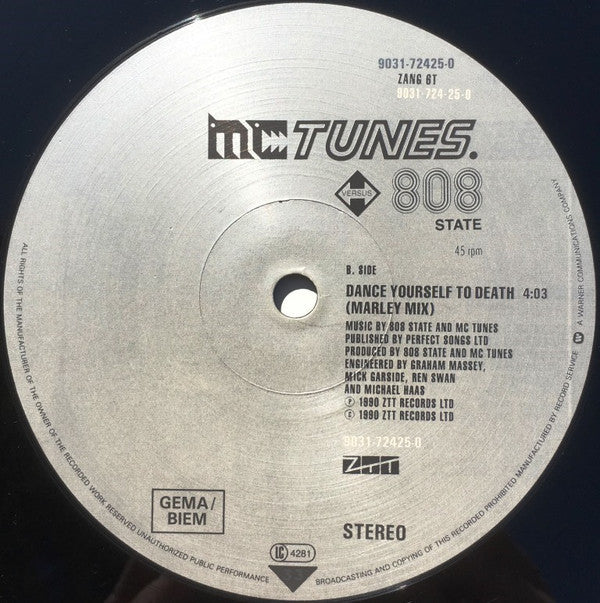 9031-72425-0
ZANG 6T
9031-724-25-0
MC TUNES.
VERSUS
808
STATE
45 rpm
B. SIDE
DANCE YOURSELF TO DEATH 4:03
(MARLEY MIX)
MUSIC BY 808 STATE AND MC TUNES
PUBLISHED BY PERFECT SONGS LTD
PRODUCED BY 808 STATE AND MC TUNES
ENGINEERED BY GRAHAM MASSEY,
MICK GARSIDE, REN SWAN
AND MICHAEL HAAS
℗ 1990 ZTT RECORDS LTD
© 1990 ZTT RECORDS LTD
9031-72425-0
ZTT
GEMA/
BIEM
STEREO
LC 4281
ALL RIGHTS OF THE MANUFACTURER OF THE OWNER OF THE RECORDED WORK RESERVED UNAUTHORIZED PUBLIC PERFORMANCE BROADCASTING AND COPYING OF THIS RECORDED PROHIBITED MANUFACTURED BY RECORD SERVICE A WARNER COMMUNICATIONS COMPANY